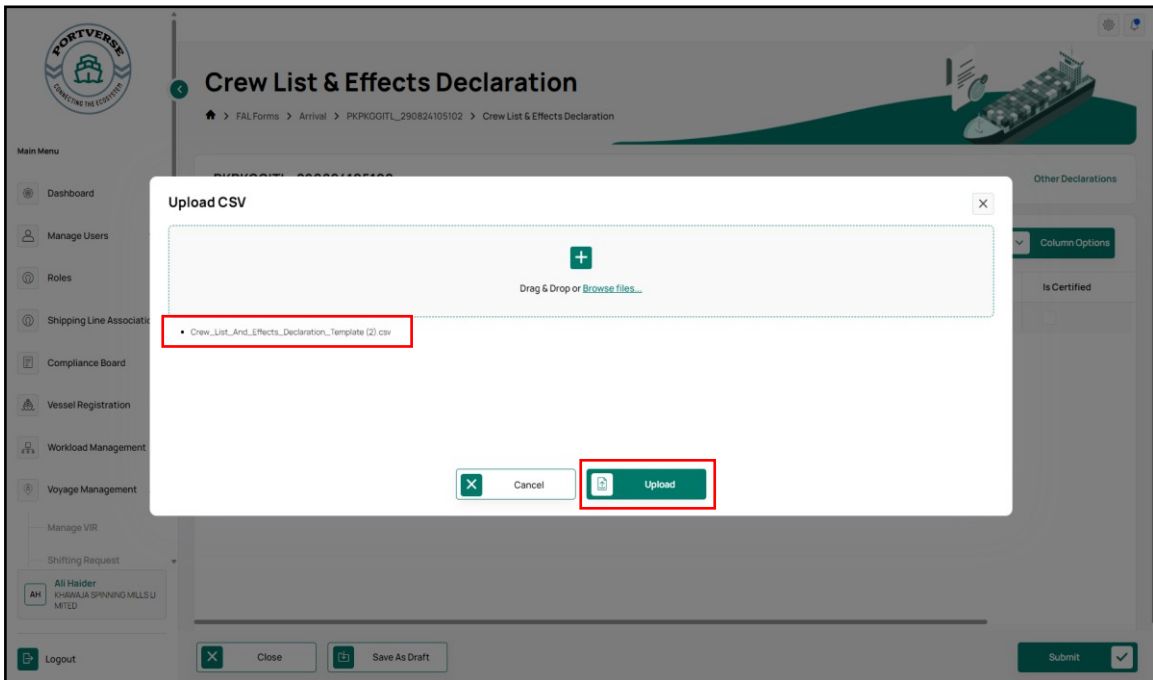 PORTVERSE
CONNECTING THE ECOSYSTEM
Main Menu
Dashboard
Manage Users
Roles
Shipping Line Associatic
Compliance Board
Vessel Registration
Workload Management
Voyage Management
Manage VIR
Shifting Request
AH
Ali Haider
KHAWAJA SPINNING MILLS LI
MITED
Logout
Crew List & Effects Declaration
> FAL Forms > Arrival > PKPKGGITL_290824105102 > Crew List & Effects Declaration
PKPKGGITL_290824105102
Other Declarations
Column Options
Is Certified
Upload CSV
Drag & Drop or Browse files...
• Crew_List_And_Effects_Declaration_Template (2).csv
Cancel
Upload
Close
Save As Draft
Submit